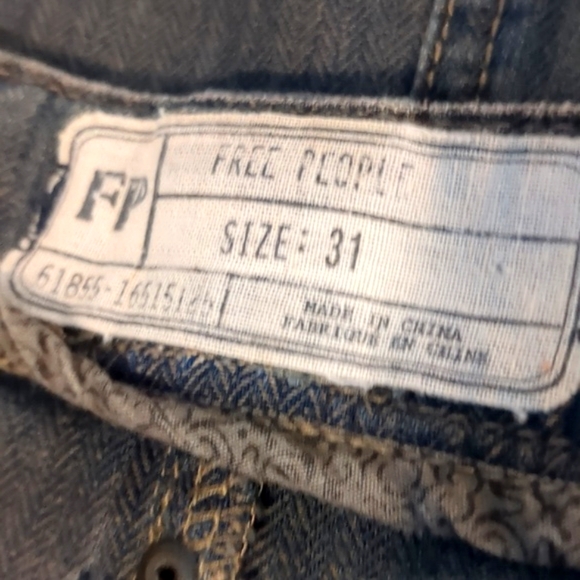 FP
FREE PEOPLE
SIZE: 31
MADE IN CHINA
FABRIQUE EN CHINE